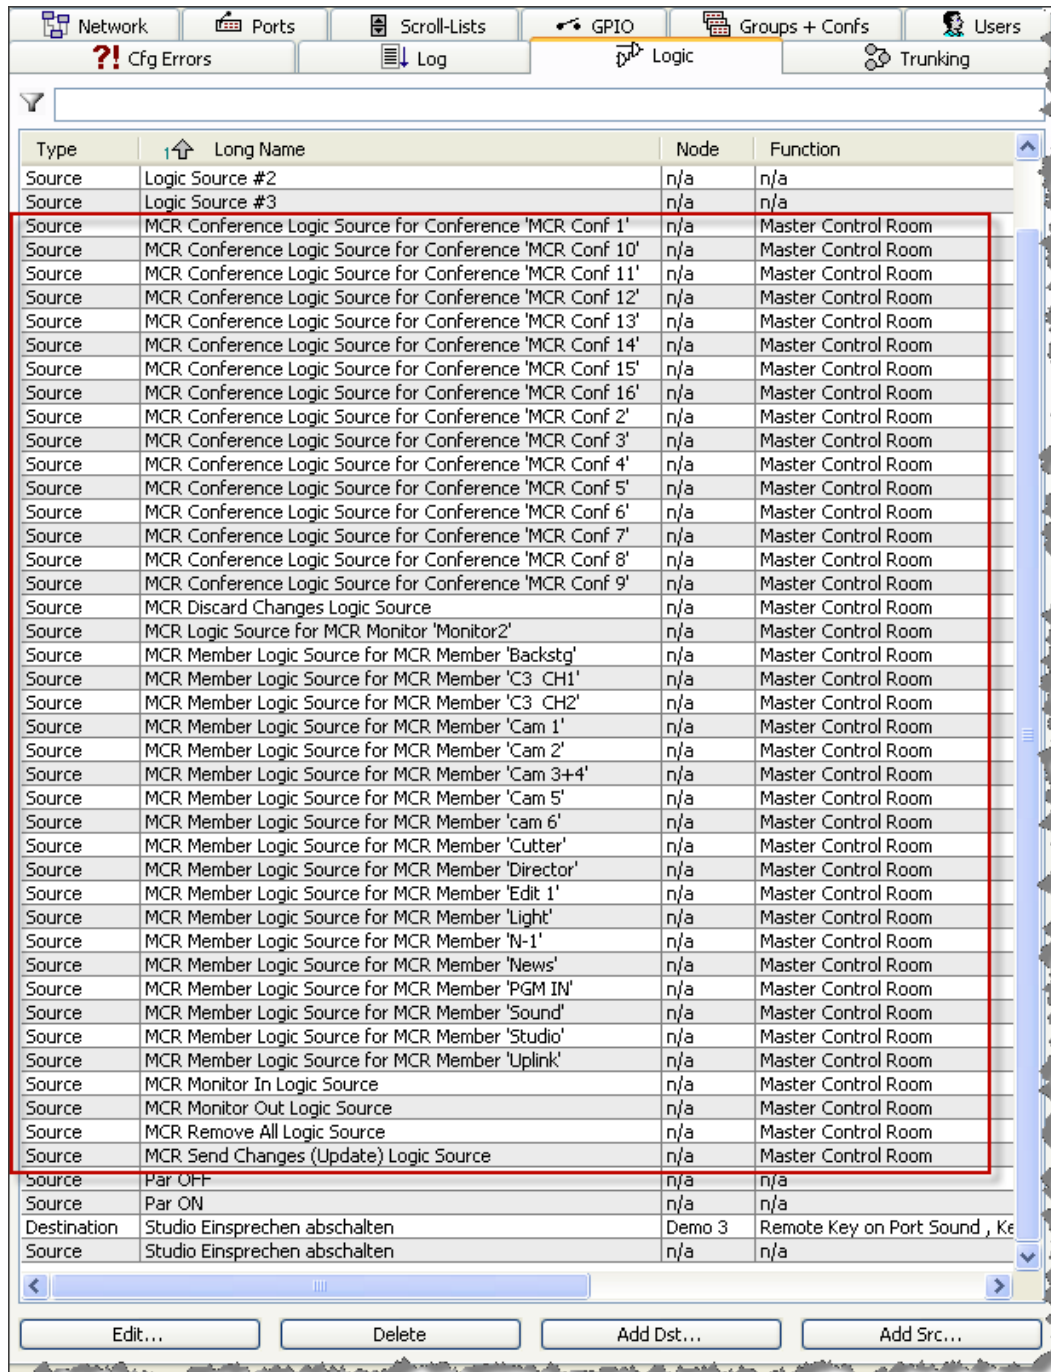 Network Ports Scroll-Lists GPIO Groups + Confs Users
?! Cfg Errors Log Logic Trunking
Type 1 Long Name Node Function
Source Logic Source #2 n/a n/a
Source Logic Source #3 n/a n/a
Source MCR Conference Logic Source for Conference 'MCR Conf 1' n/a Master Control Room
Source MCR Conference Logic Source for Conference 'MCR Conf 10' n/a Master Control Room
Source MCR Conference Logic Source for Conference 'MCR Conf 11' n/a Master Control Room
Source MCR Conference Logic Source for Conference 'MCR Conf 12' n/a Master Control Room
Source MCR Conference Logic Source for Conference 'MCR Conf 13' n/a Master Control Room
Source MCR Conference Logic Source for Conference 'MCR Conf 14' n/a Master Control Room
Source MCR Conference Logic Source for Conference 'MCR Conf 15' n/a Master Control Room
Source MCR Conference Logic Source for Conference 'MCR Conf 16' n/a Master Control Room
Source MCR Conference Logic Source for Conference 'MCR Conf 2' n/a Master Control Room
Source MCR Conference Logic Source for Conference 'MCR Conf 3' n/a Master Control Room
Source MCR Conference Logic Source for Conference 'MCR Conf 4' n/a Master Control Room
Source MCR Conference Logic Source for Conference 'MCR Conf 5' n/a Master Control Room
Source MCR Conference Logic Source for Conference 'MCR Conf 6' n/a Master Control Room
Source MCR Conference Logic Source for Conference 'MCR Conf 7' n/a Master Control Room
Source MCR Conference Logic Source for Conference 'MCR Conf 8' n/a Master Control Room
Source MCR Conference Logic Source for Conference 'MCR Conf 9' n/a Master Control Room
Source MCR Discard Changes Logic Source n/a Master Control Room
Source MCR Logic Source for MCR Monitor 'Monitor2' n/a Master Control Room
Source MCR Member Logic Source for MCR Member 'Backstg' n/a Master Control Room
Source MCR Member Logic Source for MCR Member 'C3 CH1' n/a Master Control Room
Source MCR Member Logic Source for MCR Member 'C3 CH2' n/a Master Control Room
Source MCR Member Logic Source for MCR Member 'Cam 1' n/a Master Control Room
Source MCR Member Logic Source for MCR Member 'Cam 2' n/a Master Control Room
Source MCR Member Logic Source for MCR Member 'Cam 3+4' n/a Master Control Room
Source MCR Member Logic Source for MCR Member 'Cam 5' n/a Master Control Room
Source MCR Member Logic Source for MCR Member 'cam 6' n/a Master Control Room
Source MCR Member Logic Source for MCR Member 'Cutter' n/a Master Control Room
Source MCR Member Logic Source for MCR Member 'Director' n/a Master Control Room
Source MCR Member Logic Source for MCR Member 'Edit 1' n/a Master Control Room
Source MCR Member Logic Source for MCR Member 'Light' n/a Master Control Room
Source MCR Member Logic Source for MCR Member 'N-1' n/a Master Control Room
Source MCR Member Logic Source for MCR Member 'News' n/a Master Control Room
Source MCR Member Logic Source for MCR Member 'PGM IN' n/a Master Control Room
Source MCR Member Logic Source for MCR Member 'Sound' n/a Master Control Room
Source MCR Member Logic Source for MCR Member 'Studio' n/a Master Control Room
Source MCR Member Logic Source for MCR Member 'Uplink' n/a Master Control Room
Source MCR Monitor In Logic Source n/a Master Control Room
Source MCR Monitor Out Logic Source n/a Master Control Room
Source MCR Remove All Logic Source n/a Master Control Room
Source MCR Send Changes (Update) Logic Source n/a Master Control Room
Source Par OFF n/a n/a
Source Par ON n/a n/a
Destination Studio Einsprechen abschalten Demo 3 Remote Key on Port Sound , Ke
Source Studio Einsprechen abschalten n/a n/a
Edit... Delete Add Dst... Add Src...